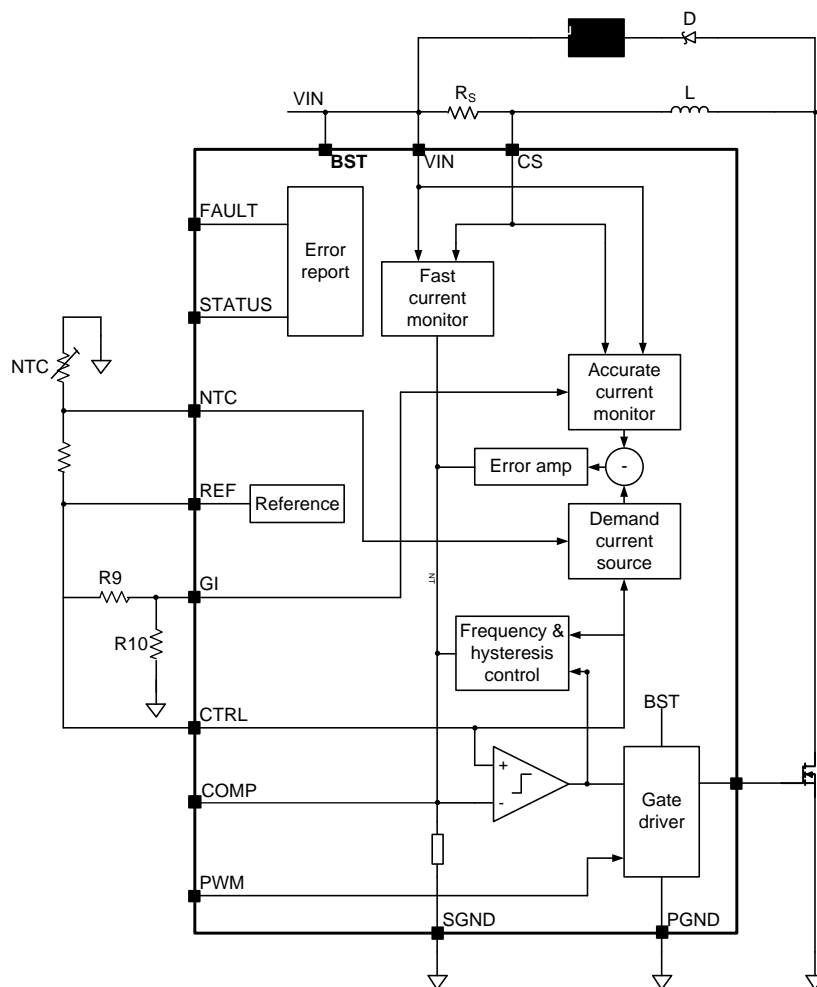 D
VIN
RS
L
BST
VIN
CS
FAULT
Error
report
Fast
current
monitor
STATUS
NTC
Accurate
current
monitor
NTC
Error amp
-
REF
Reference
Demand
current
source
R9
GI
R10
Frequency &
hysteresis
control
CTRL
BST
+
COMP
-
Gate
driver
PWM
SGND
PGND